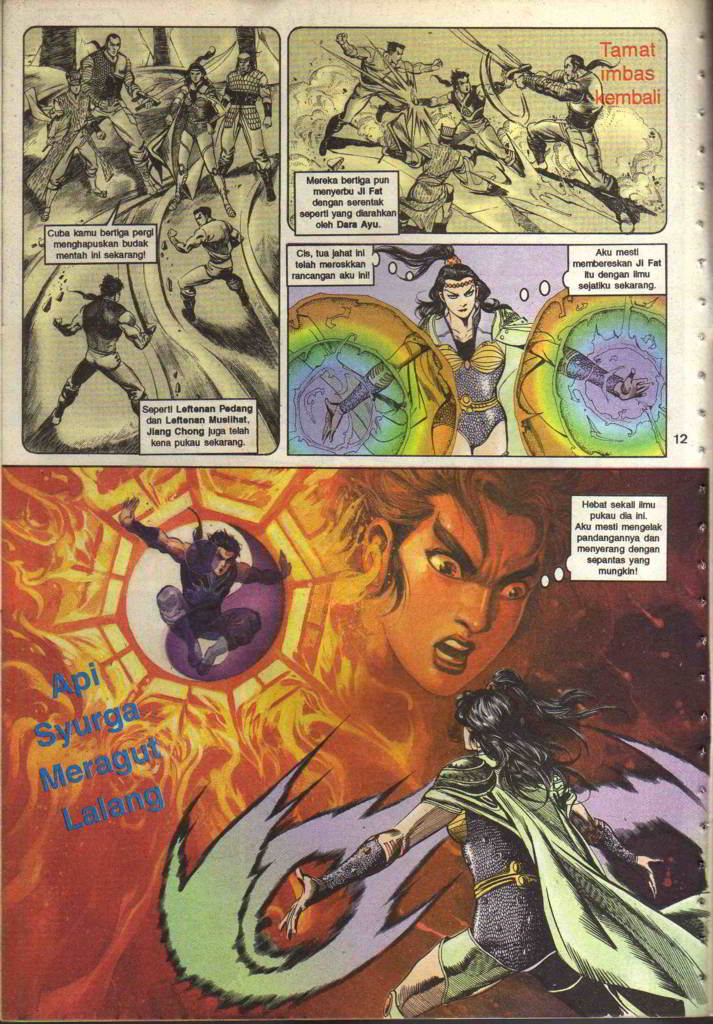 Cuba kamu bertiga pergi
menghapuskan budak
mentah ini sekarang!
Seperti Leftenan Pedang
dan Leftenan Muslihat,
Jiang Chong juga telah
kena pukau sekarang.
Tamat
imbas
kembali
Mereka bertiga pun
menyerbu Ji Fat
dengan serentak
seperti yang diarahkan
oleh Dara Ayu.
Cis, tua jahat ini
telah meroskkan
rancangan aku ini!
Aku mesti
membereskan Ji Fat
itu dengan ilmu
sejatiku sekarang.
12
Hebat sekali ilmu
pukau dia ini.
Aku mesti mengelak
pandangannya dan
menyerang dengan
sepantas yang
mungkin!
Api
Syurga
Meragut
Lalang